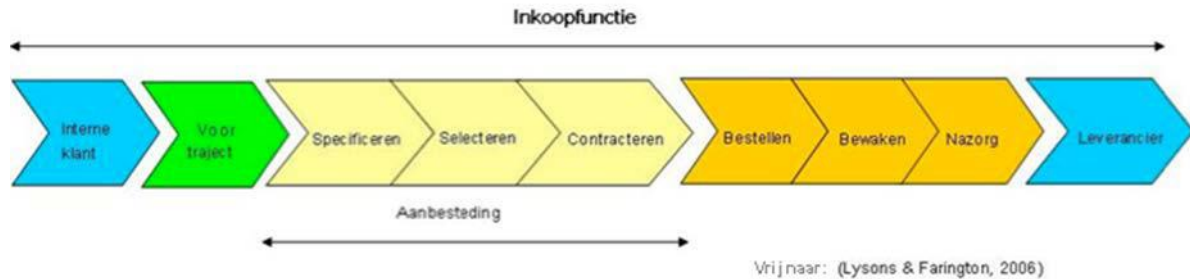 Inkoopfunctie
Interne
klant
Voor
traject
Specificeren
Selecteren
Contracteren
Bestellen
Bewaken
Nazorg
Leverancier
Aanbesteding
Vrij naar: (Lysons & Farington, 2006)